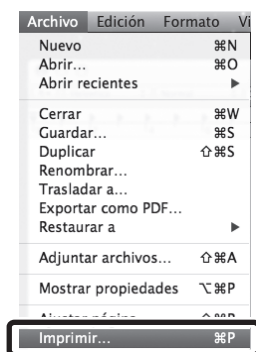 Archivo Edición Formato
Nuevo ⌘N
Abrir... ⌘O
Abrir recientes ▶
Cerrar ⌘W
Guardar... ⌘S
Duplicar ⇧⌘S
Renombrar...
Trasladar a...
Exportar como PDF...
Restaurar a ▶
Adjuntar archivos... ⇧⌘A
Mostrar propiedades ⌥⌘P
Imprimir... ⌘P